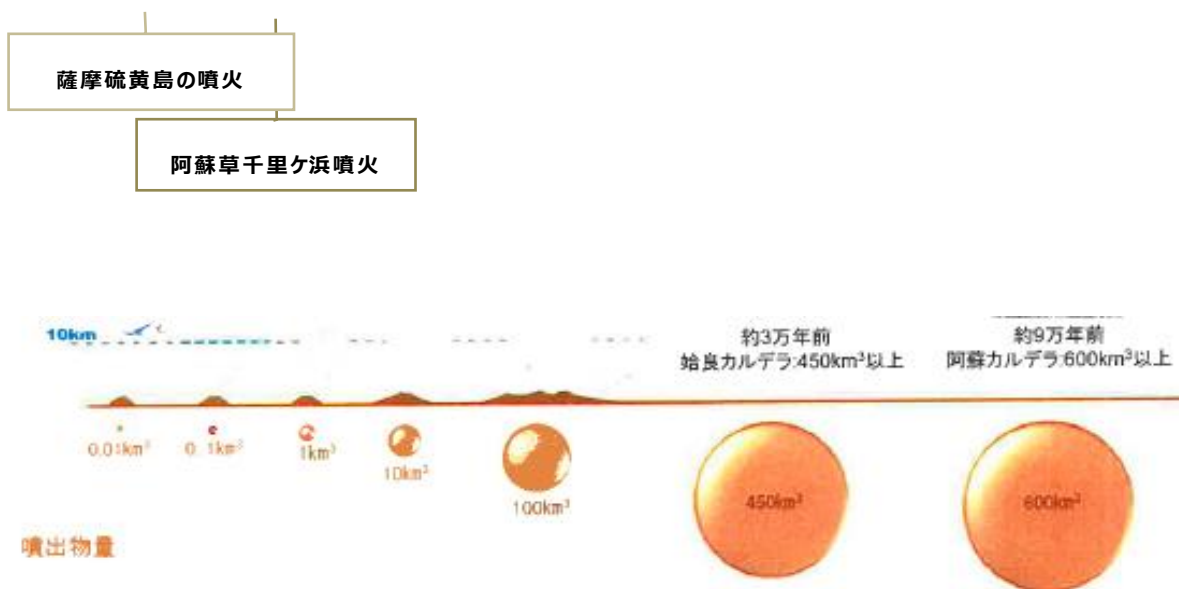 薩摩硫黄島の噴火
阿蘇草千里ケ浜噴火
10km
約3万年前
姶良カルデラ:450km³以上
約9万年前
阿蘇カルデラ:600km³以上
0.01km³
0.1km³
1km³
10km³
100km³
450km³
600km³
噴出物量